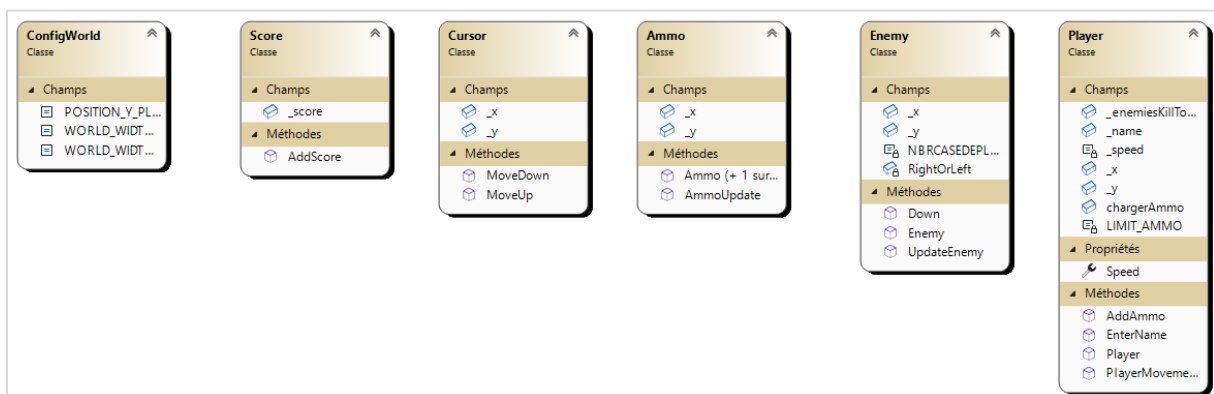 ConfigWorld
Classe
Champs
POSITION_Y_PL...
WORLD_WIDT...
WORLD_WIDT...
Score
Classe
Champs
_score
Méthodes
AddScore
Cursor
Classe
Champs
_x
_y
Méthodes
MoveDown
MoveUp
Ammo
Classe
Champs
_x
_y
Méthodes
Ammo (+ 1 sur...
AmmoUpdate
Enemy
Classe
Champs
_x
_y
NBRCASEDEPL...
RightOrLeft
Méthodes
Down
Enemy
UpdateEnemy
Player
Classe
Champs
_enemiesKillTo...
_name
_speed
_x
_y
chargerAmmo
LIMIT_AMMO
Propriétés
Speed
Méthodes
AddAmmo
EnterName
Player
PlayerMoveme...